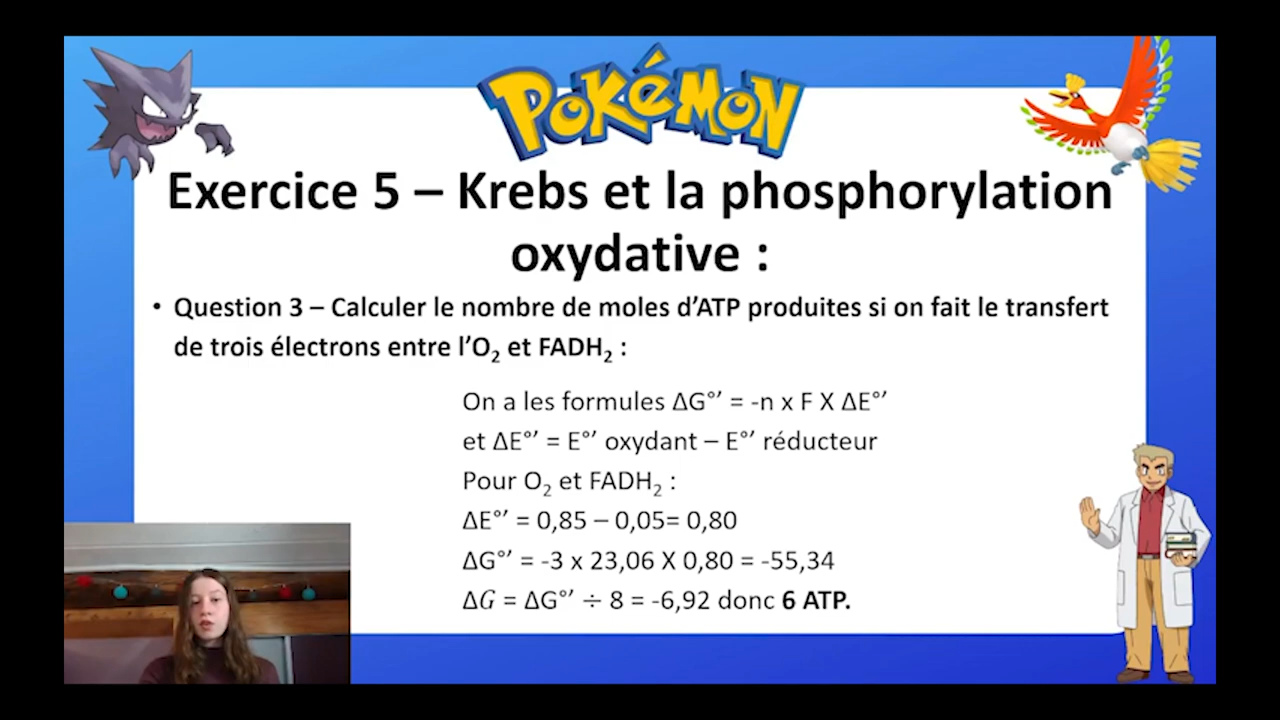 POKéMON
Exercice 5 – Krebs et la phosphorylation
oxydative :
• Question 3 – Calculer le nombre de moles d’ATP produites si on fait le transfert
de trois électrons entre l’O₂ et FADH₂ :
On a les formules ΔG°’ = -n x F X ΔE°’
et ΔE°’ = E°’ oxydant – E°’ réducteur
Pour O₂ et FADH₂ :
ΔE°’ = 0,85 – 0,05= 0,80
ΔG°’ = -3 x 23,06 X 0,80 = -55,34
Δ𝐺 = ΔG°’ ÷ 8 = -6,92 donc 6 ATP.